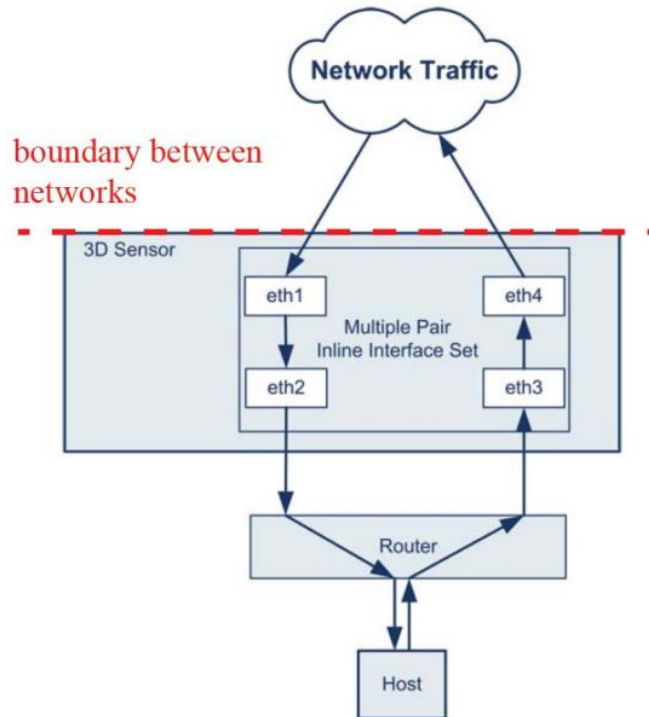 Network Traffic
boundary between
networks
3D Sensor
eth1
eth4
Multiple Pair
Inline Interface Set
eth2
eth3
Router
Host